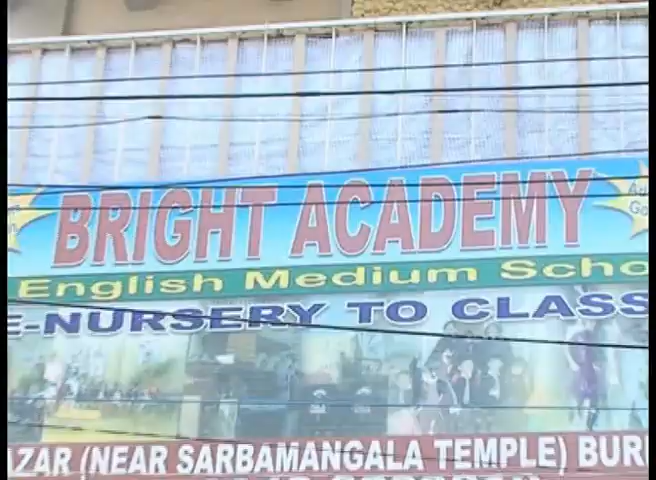 BRIGHT ACADEMY
English Medium Scho
E-NURSERY TO CLASS
ZAR (NEAR SARBAMANGALA TEMPLE) BUR